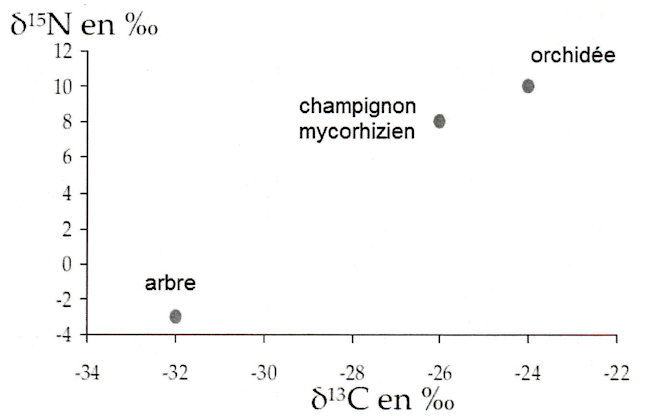 δ¹⁵N en ‰
12
10
8
6
4
2
0
-2
-4
orchidée
champignon
mycorhizien
arbre
-34 -32 -30 -28 -26 -24 -22
δ¹³C en ‰